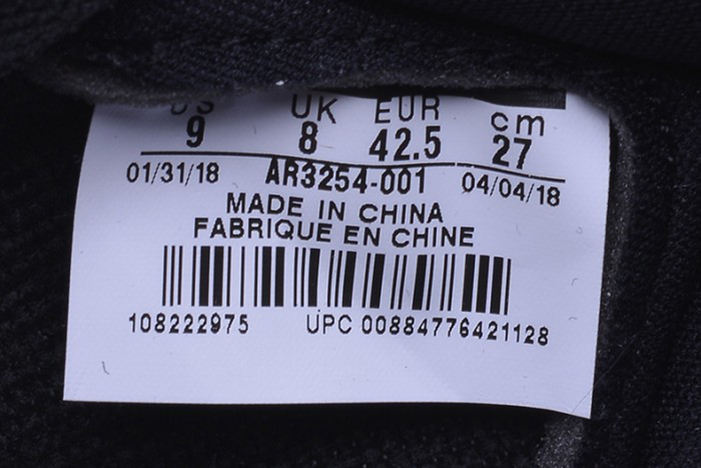 US UK EUR cm
9 8 42.5 27
01/31/18 AR3254-001 04/04/18
MADE IN CHINA
FABRIQUE EN CHINE
108222975 UPC 00884776421128